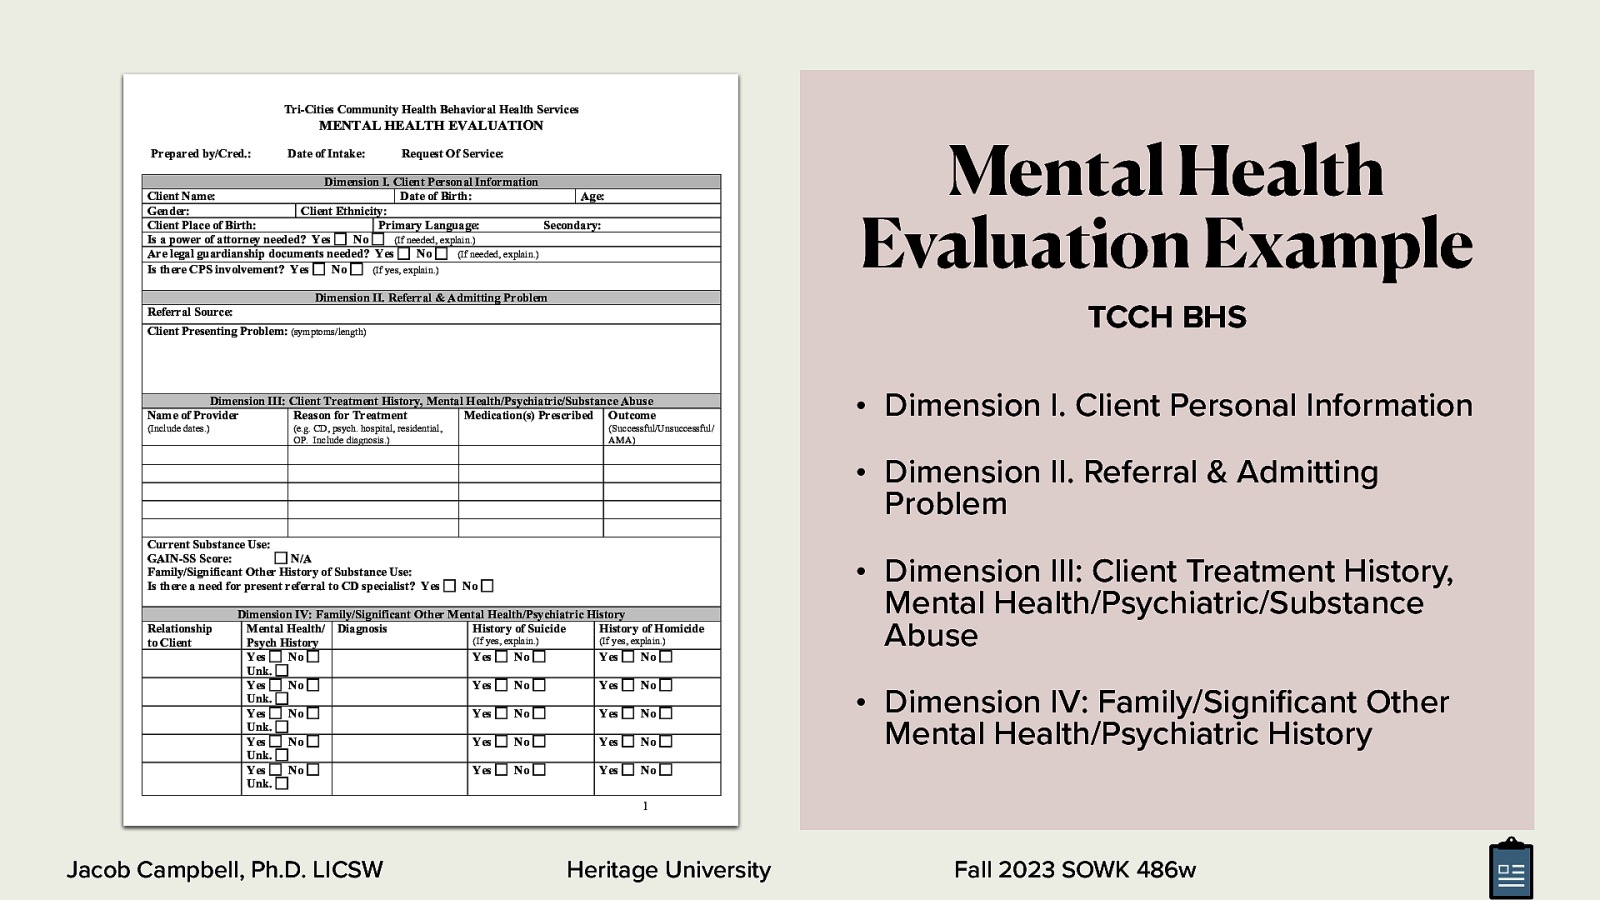 Tri-Cities Community Health Behavioral Health Services
MENTAL HEALTH EVALUATION
Prepared by/Cred.: Date of Intake: Request Of Service:
Dimension I. Client Personal Information
Client Name: Date of Birth: Age:
Gender: Client Ethnicity:
Client Place of Birth: Primary Language: Secondary:
Is a power of attorney needed? Yes No (If needed, explain.)
Are legal guardianship documents needed? Yes No (If needed, explain.)
Is there CPS involvement? Yes No (If yes, explain.)
Dimension II. Referral & Admitting Problem
Referral Source:
Client Presenting Problem: (symptoms/length)
Dimension III: Client Treatment History, Mental Health/Psychiatric/Substance Abuse
Name of Provider Reason for Treatment Medication(s) Prescribed Outcome
(Include dates.) (e.g. CD, psych. hospital, residential, (Successful/Unsuccessful/
OP. Include diagnosis.) AMA)
Current Substance Use:
GAIN-SS Score: N/A
Family/Significant Other History of Substance Use:
Is there a need for present referral to CD specialist? Yes No
Dimension IV: Family/Significant Other Mental Health/Psychiatric History
Relationship Mental Health/ Diagnosis History of Suicide History of Homicide
to Client Psych History (If yes, explain.) (If yes, explain.)
Yes No Yes No Yes No
Unk.
Yes No Yes No Yes No
Unk.
Yes No Yes No Yes No
Unk.
Yes No Yes No Yes No
Unk.
Yes No Yes No Yes No
Unk.
1
Mental Health
Evaluation Example
TCCH BHS
• Dimension I. Client Personal Information
• Dimension II. Referral & Admitting
Problem
• Dimension III: Client Treatment History,
Mental Health/Psychiatric/Substance
Abuse
• Dimension IV: Family/Significant Other
Mental Health/Psychiatric History
Jacob Campbell, Ph.D. LICSW Heritage University Fall 2023 SOWK 486w